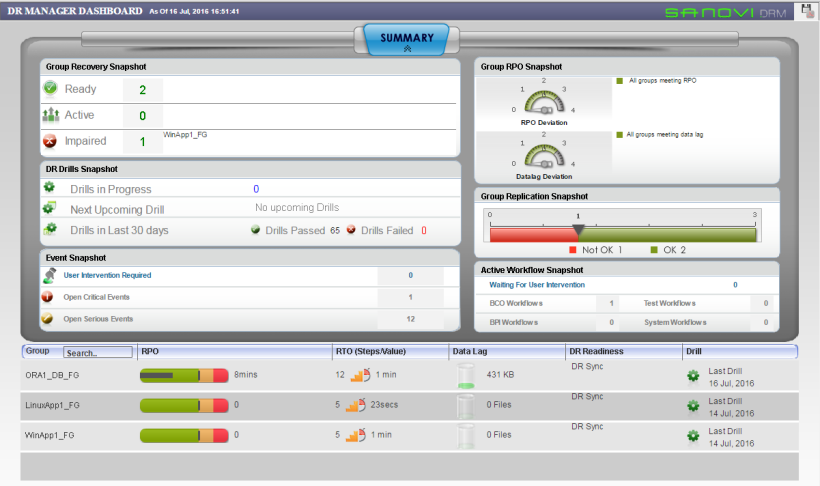 DR MANAGER DASHBOARD As Of 16 Jul, 2016 16:51:41
SANOVI DRM
SUMMARY
Group Recovery Snapshot
Ready 2
Active 0
Impaired 1 WinApp1_FG
DR Drills Snapshot
Drills in Progress 0
Next Upcoming Drill No upcoming Drills
Drills in Last 30 days Drills Passed 65 Drills Failed 0
Event Snapshot
User Intervention Required 0
Open Critical Events 1
Open Serious Events 12
Group RPO Snapshot
0 1 2 3 4
RPO Deviation
All groups meeting RPO
0 1 2 3 4
Datalag Deviation
All groups meeting data lag
Group Replication Snapshot
0 1 3
Not OK 1 OK 2
Active Workflow Snapshot
Waiting For User Intervention 0
BCO Workflows 1 Test Workflows 0
BPI Workflows 0 System Workflows 0
Group Search.. RPO RTO (Steps/Value) Data Lag DR Readiness Drill
ORA1_DB_FG 8mins 12 1 min 431 KB DR Sync Last Drill
16 Jul, 2016
LinuxApp1_FG 0 5 23secs 0 Files DR Sync Last Drill
14 Jul, 2016
WinApp1_FG 0 5 1 min 0 Files DR Sync Last Drill
14 Jul, 2016